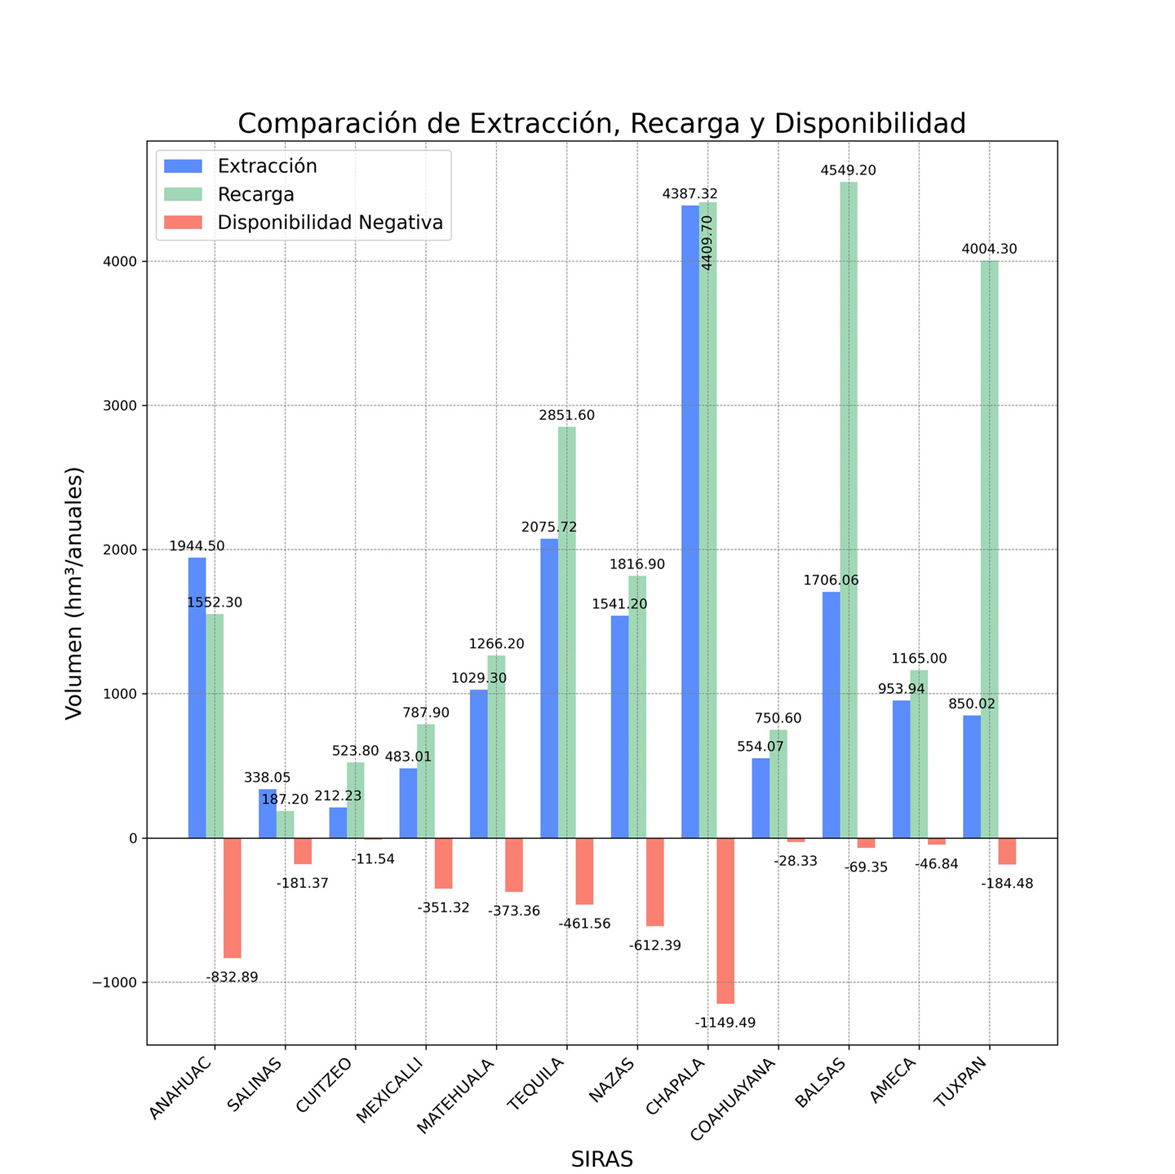 Comparación de Extracción, Recarga y Disponibilidad
Extracción
Recarga
Disponibilidad Negativa
Volumen (hm³/anuales)
4000
3000
2000
1000
0
−1000
1944.50
1552.30
-832.89
338.05
187.20
-181.37
212.23
523.80
-11.54
483.01
787.90
-351.32
1029.30
1266.20
-373.36
2075.72
2851.60
-461.56
1541.20
1816.90
-612.39
4387.32
4409.70
-1149.49
554.07
750.60
-28.33
1706.06
4549.20
-69.35
953.94
1165.00
-46.84
850.02
4004.30
-184.48
ANAHUAC
SALINAS
CUITZEO
MEXICALLI
MATEHUALA
TEQUILA
NAZAS
CHAPALA
COAHUAYANA
BALSAS
AMECA
TUXPAN
SIRAS